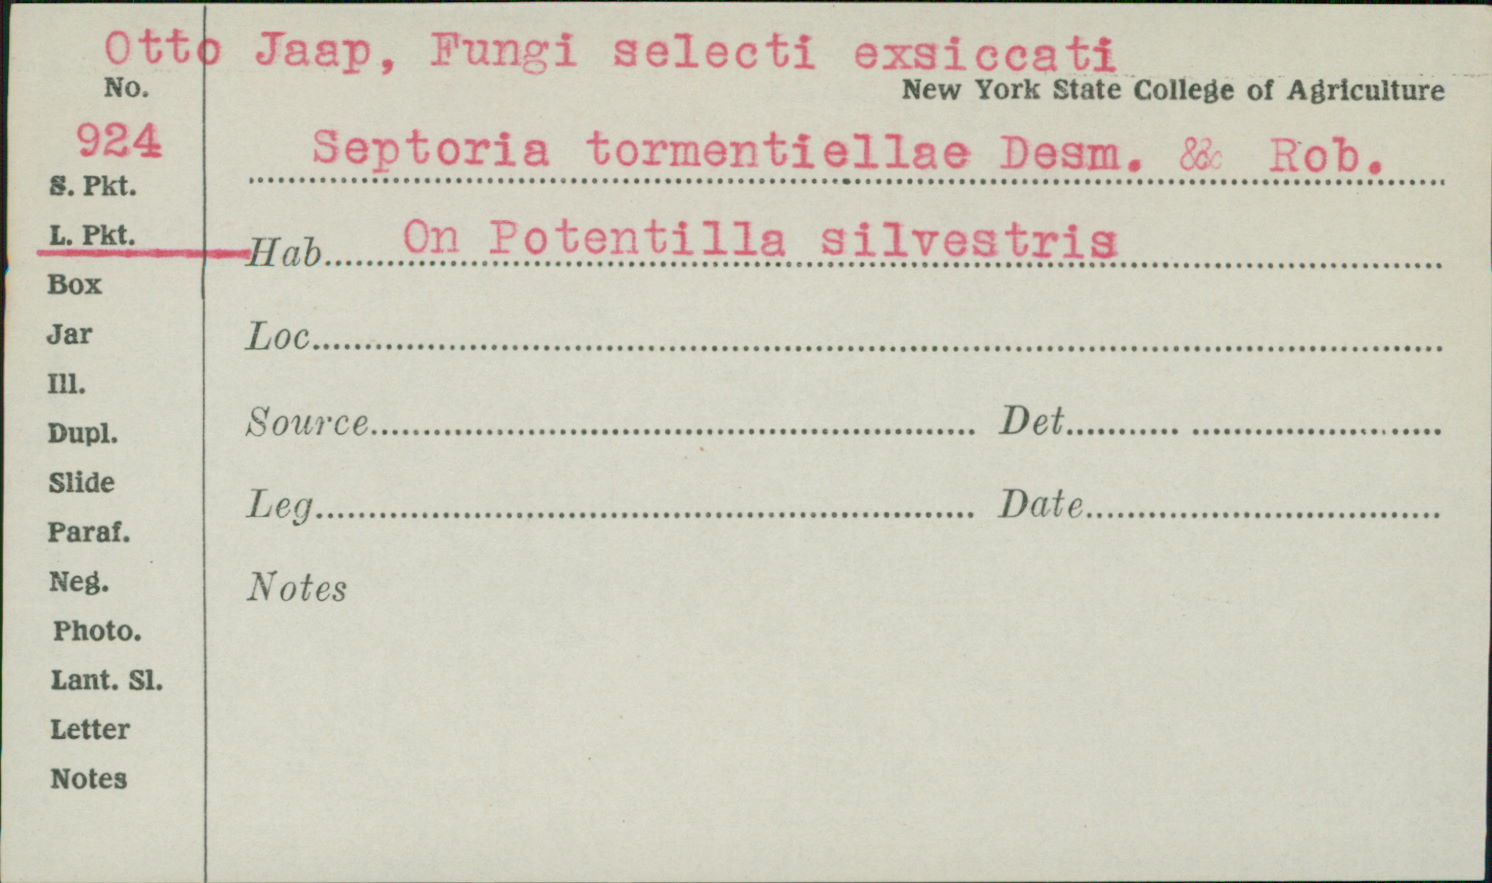 Otto Jaap, Fungi selecti exsiccati
No.
New York State College of Agriculture
924
Septoria tormentiellae Desm. && Rob.
S. Pkt.
L. Pkt.
Hab. On Potentilla silvestris
Box
Jar
Loc.
Ill.
Dupl.
Source Det.
Slide
Leg. Date
Paraf.
Neg.
Notes
Photo.
Lant. Sl.
Letter
Notes